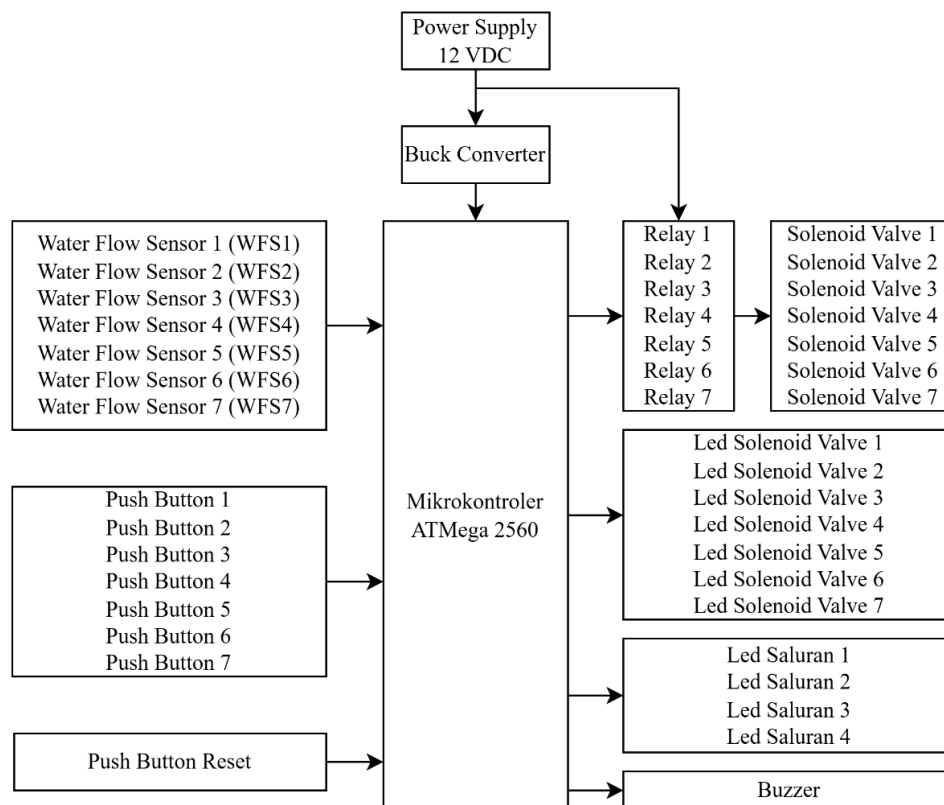 Power Supply
12 VDC
Buck Converter
Water Flow Sensor 1 (WFS1)
Water Flow Sensor 2 (WFS2)
Water Flow Sensor 3 (WFS3)
Water Flow Sensor 4 (WFS4)
Water Flow Sensor 5 (WFS5)
Water Flow Sensor 6 (WFS6)
Water Flow Sensor 7 (WFS7)
Push Button 1
Push Button 2
Push Button 3
Push Button 4
Push Button 5
Push Button 6
Push Button 7
Push Button Reset
Mikrokontroler
ATMega 2560
Relay 1
Relay 2
Relay 3
Relay 4
Relay 5
Relay 6
Relay 7
Solenoid Valve 1
Solenoid Valve 2
Solenoid Valve 3
Solenoid Valve 4
Solenoid Valve 5
Solenoid Valve 6
Solenoid Valve 7
Led Solenoid Valve 1
Led Solenoid Valve 2
Led Solenoid Valve 3
Led Solenoid Valve 4
Led Solenoid Valve 5
Led Solenoid Valve 6
Led Solenoid Valve 7
Led Saluran 1
Led Saluran 2
Led Saluran 3
Led Saluran 4
Buzzer